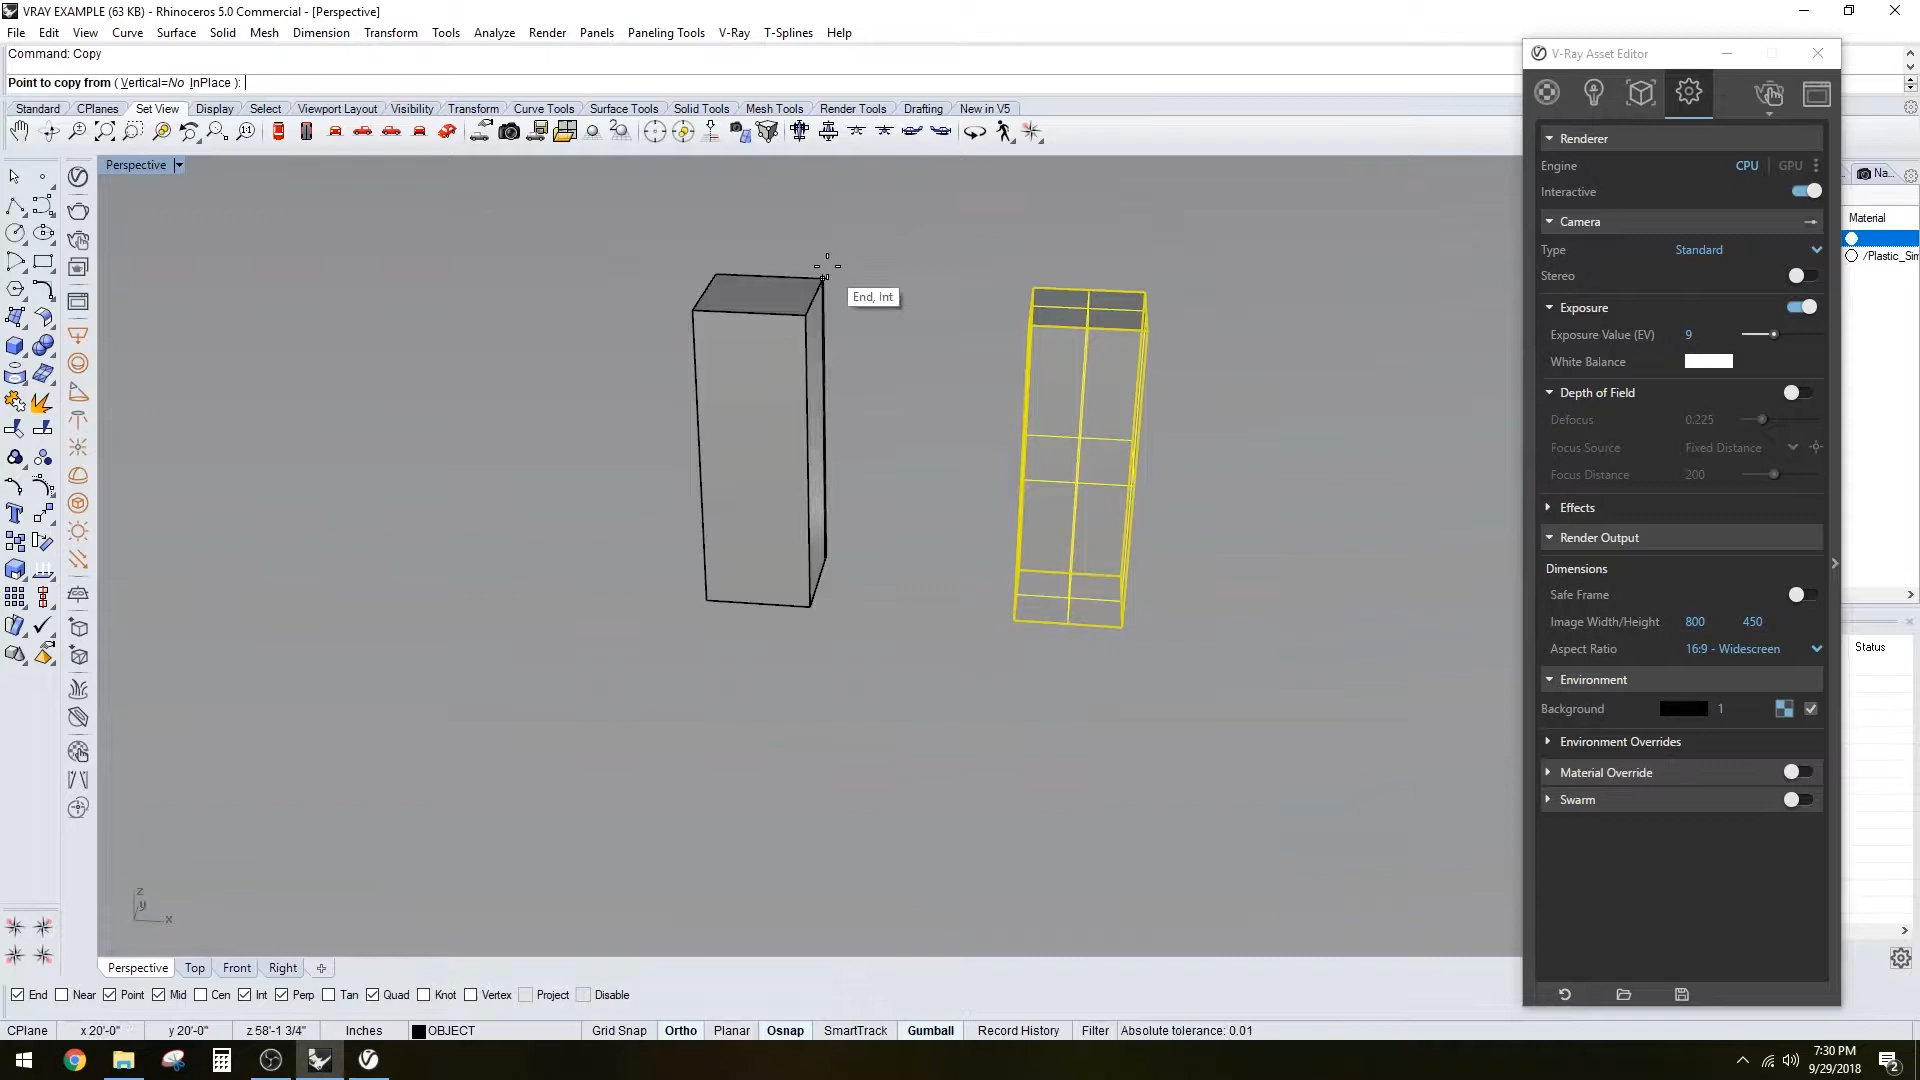 VRAY EXAMPLE (63 KB) - Rhinoceros 5.0 Commercial - [Perspective]
File Edit View Curve Surface Solid Mesh Dimension Transform Tools Analyze Render Panels Paneling Tools V-Ray T-Splines Help
Command: Copy
Point to copy from ( Vertical=No InPlace ):
Standard CPlanes Set View Display Select Viewport Layout Visibility Transform Curve Tools Surface Tools Solid Tools Mesh Tools Render Tools Drafting New in V5
Perspective
End, Int
V-Ray Asset Editor
Renderer
Engine CPU GPU
Interactive
Camera
Type Standard
Stereo
Exposure
Exposure Value (EV) 9
White Balance
Depth of Field
Defocus 0.225
Focus Source Fixed Distance
Focus Distance 200
Effects
Render Output
Dimensions
Safe Frame
Image Width/Height 800 450
Aspect Ratio 16:9 - Widescreen
Environment
Background 1
Environment Overrides
Material Override
Swarm
Na...
Material
/Plastic_Sim
Status
z
y
x
Perspective Top Front Right
End Near Point Mid Cen Int Perp Tan Quad Knot Vertex Project Disable
CPlane x 20'-0" y 20'-0" z 58'-1 3/4" Inches OBJECT Grid Snap Ortho Planar Osnap SmartTrack Gumball Record History Filter Absolute tolerance: 0.01
7:30 PM
9/29/2018
2